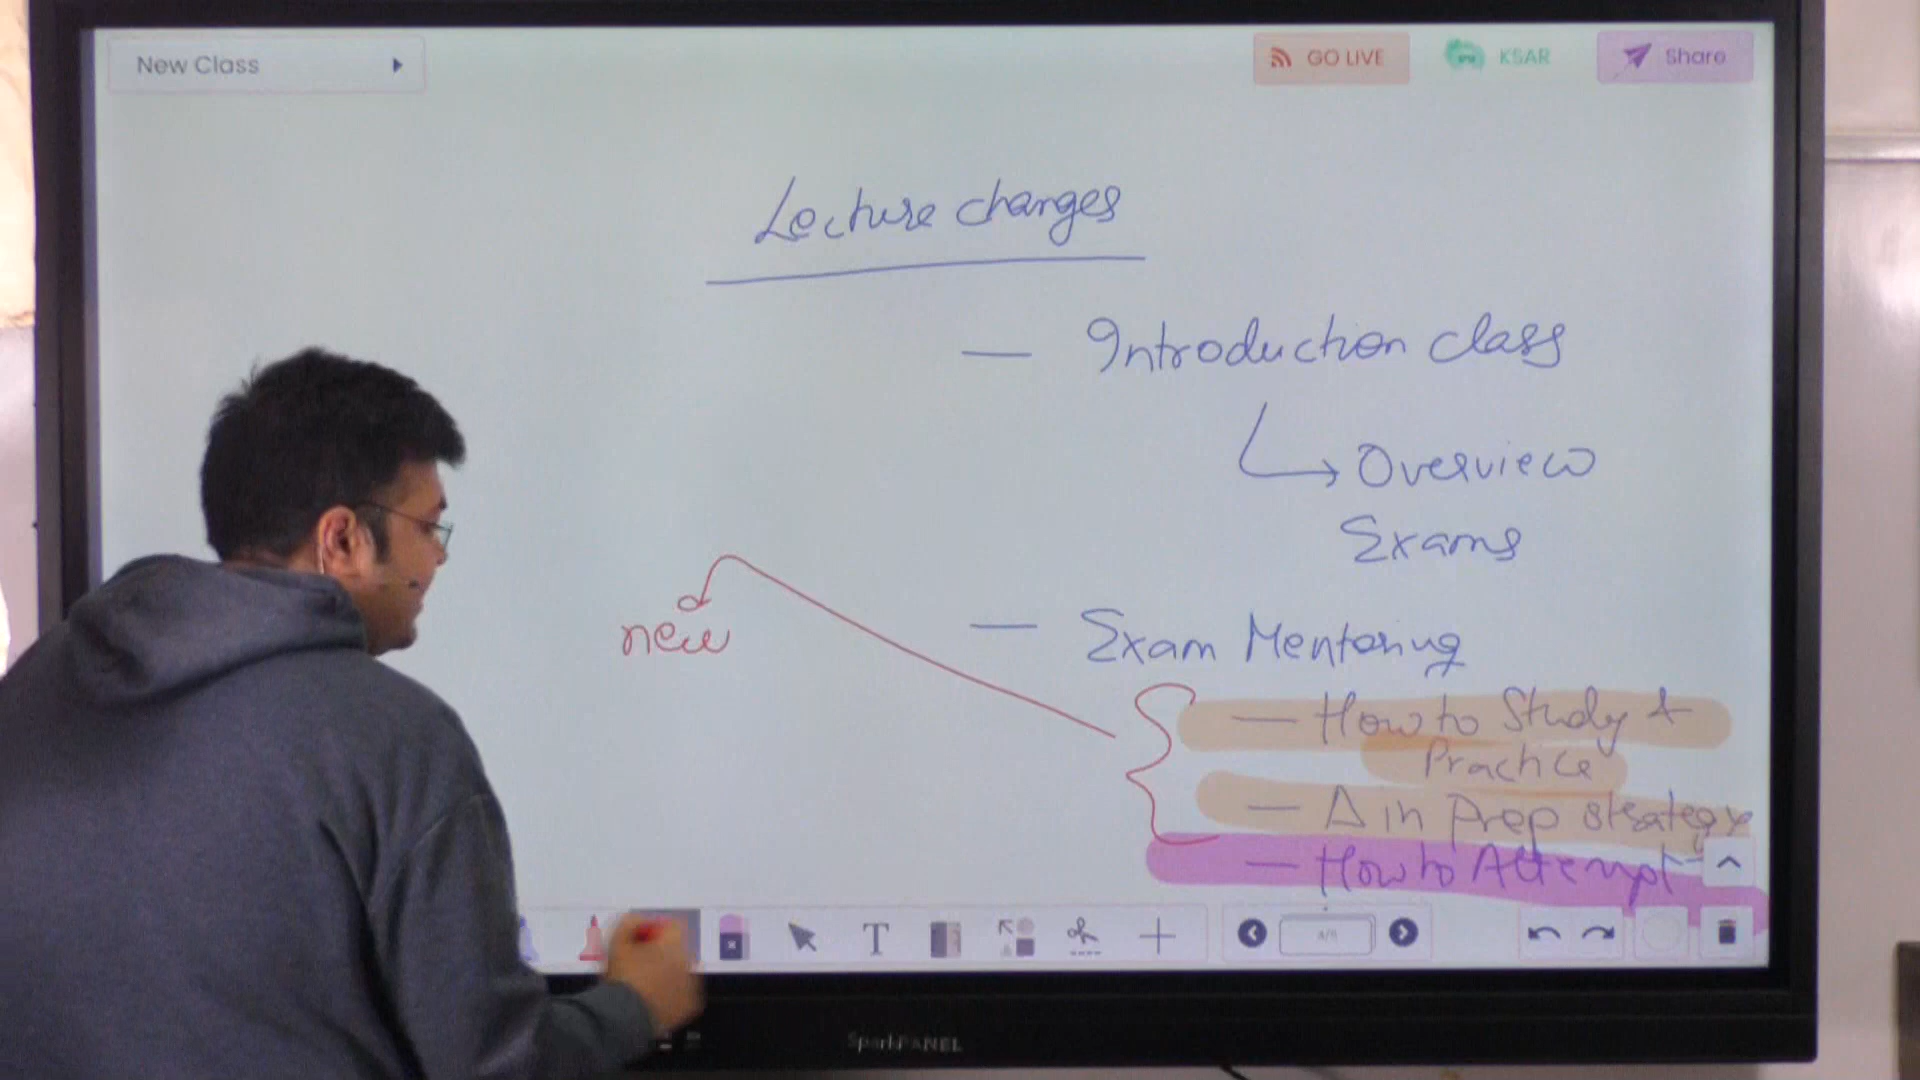 New Class
GO LIVE
KSAR
Share
Lecture changes
— Introduction class
Overview
Exams
new
— Exam Mentoring
— How to Study &
Practice
— Δ in Prep strategy
— How to Attempt
T
SparkPANEL